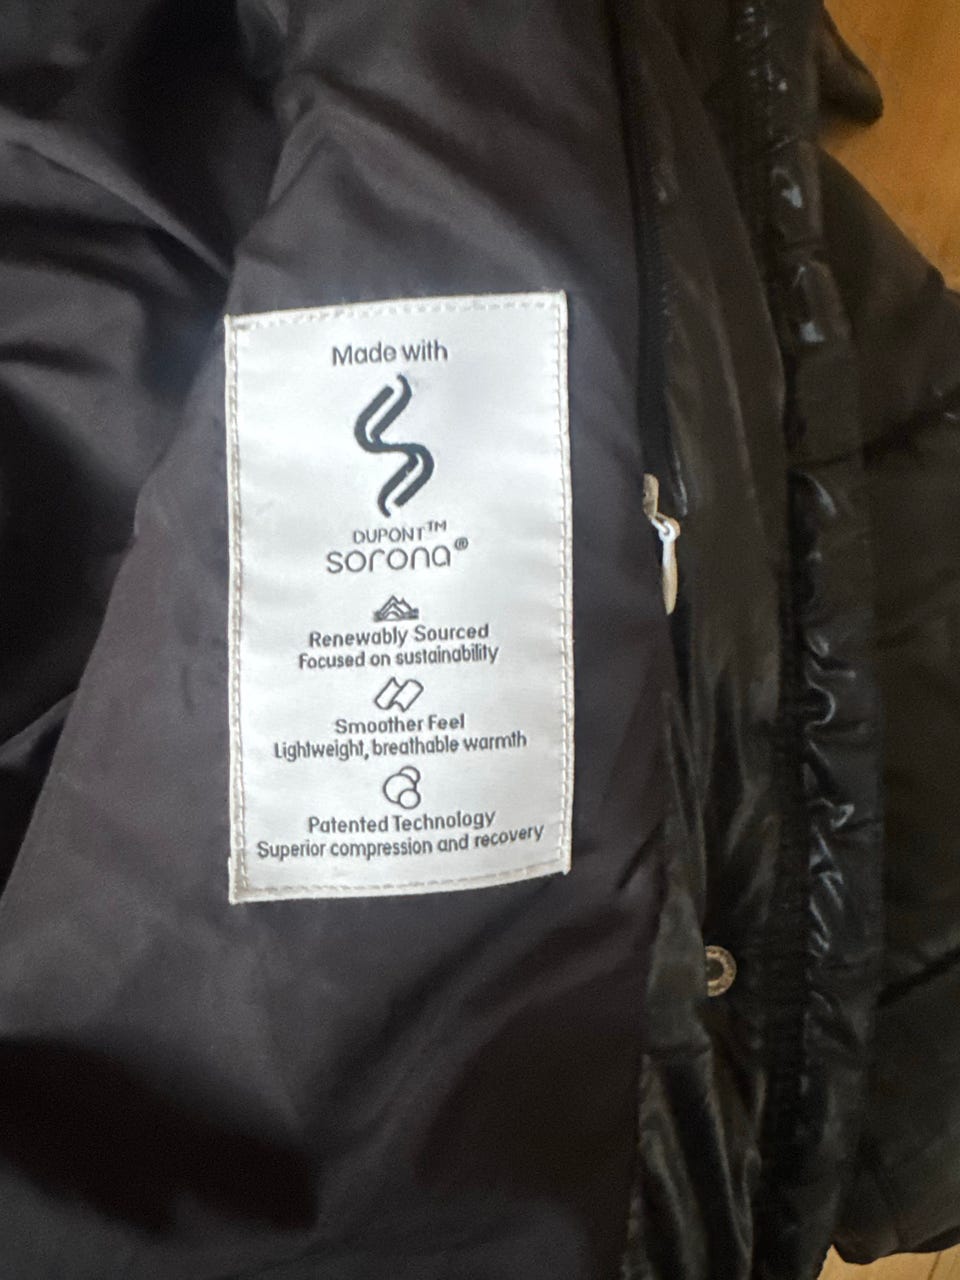 Made with
DUPONT™
sorona®
Renewably Sourced
Focused on sustainability
Smoother Feel
Lightweight, breathable warmth
Patented Technology
Superior compression and recovery